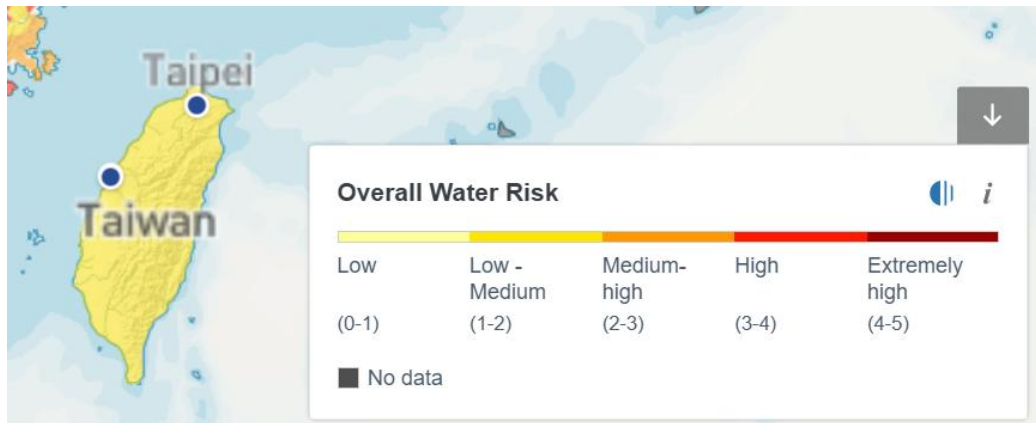 Taipei
Taiwan
Overall Water Risk
i
Low
Low -
Medium
Medium-
high
High
Extremely
high
(0-1)
(1-2)
(2-3)
(3-4)
(4-5)
No data